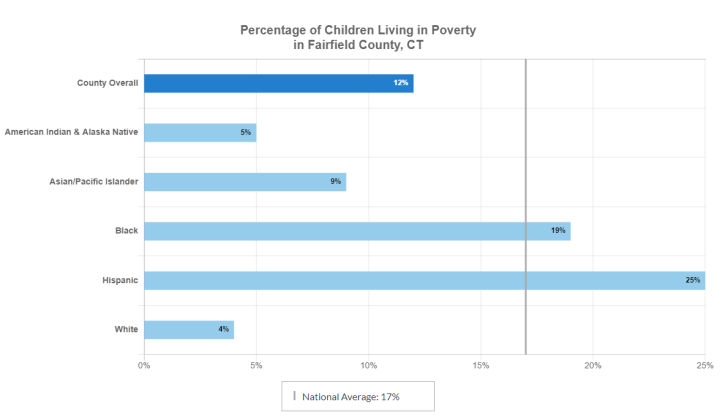 Percentage of Children Living in Poverty
in Fairfield County, CT
County Overall
12%
American Indian & Alaska Native
5%
Asian/Pacific Islander
9%
Black
19%
Hispanic
25%
White
4%
0%
5%
10%
15%
20%
25%
National Average: 17%